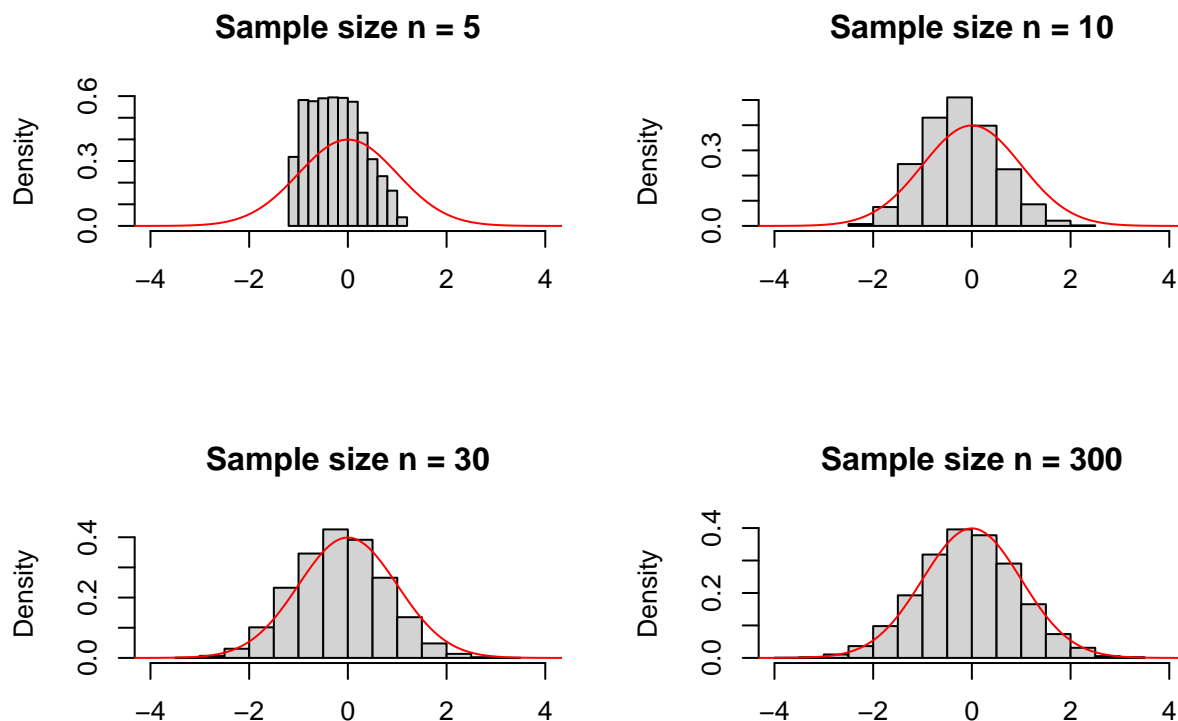 Sample size n = 5
Density
0.0 0.3 0.6
−4 −2 0 2 4
Sample size n = 10
Density
0.0 0.3
−4 −2 0 2 4
Sample size n = 30
Density
0.0 0.2 0.4
−4 −2 0 2 4
Sample size n = 300
Density
0.0 0.2 0.4
−4 −2 0 2 4